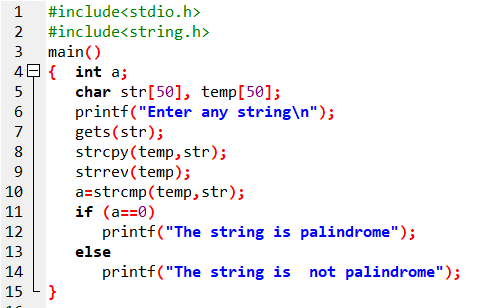 1 #include<stdio.h>
2 #include<string.h>
3 main()
4 { int a;
5 char str[50], temp[50];
6 printf("Enter any string\n");
7 gets(str);
8 strcpy(temp,str);
9 strrev(temp);
10 a=strcmp(temp,str);
11 if (a==0)
12 printf("The string is palindrome");
13 else
14 printf("The string is  not palindrome");
15 }